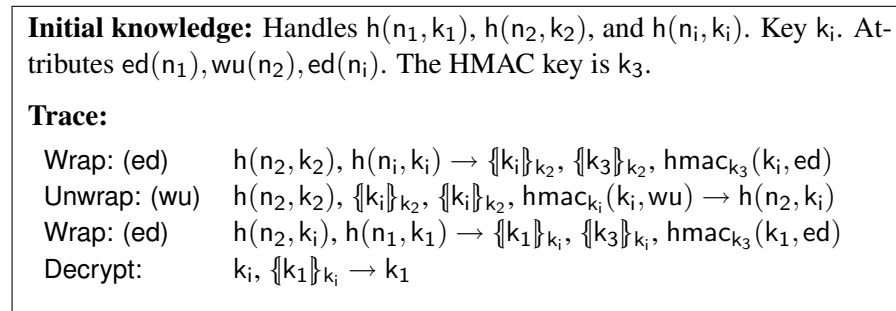 Initial knowledge: Handles h(n₁, k₁), h(n₂, k₂), and h(nᵢ, kᵢ). Key kᵢ. At-
tributes ed(n₁), wu(n₂), ed(nᵢ). The HMAC key is k₃.
Trace:
Wrap: (ed) h(n₂, k₂), h(nᵢ, kᵢ) → {|kᵢ|}k₂, {|k₃|}k₂, hmack₃(kᵢ, ed)
Unwrap: (wu) h(n₂, k₂), {|kᵢ|}k₂, {|kᵢ|}k₂, hmackᵢ(kᵢ, wu) → h(n₂, kᵢ)
Wrap: (ed) h(n₂, kᵢ), h(n₁, k₁) → {|k₁|}kᵢ, {|k₃|}kᵢ, hmack₃(k₁, ed)
Decrypt: kᵢ, {|k₁|}kᵢ → k₁